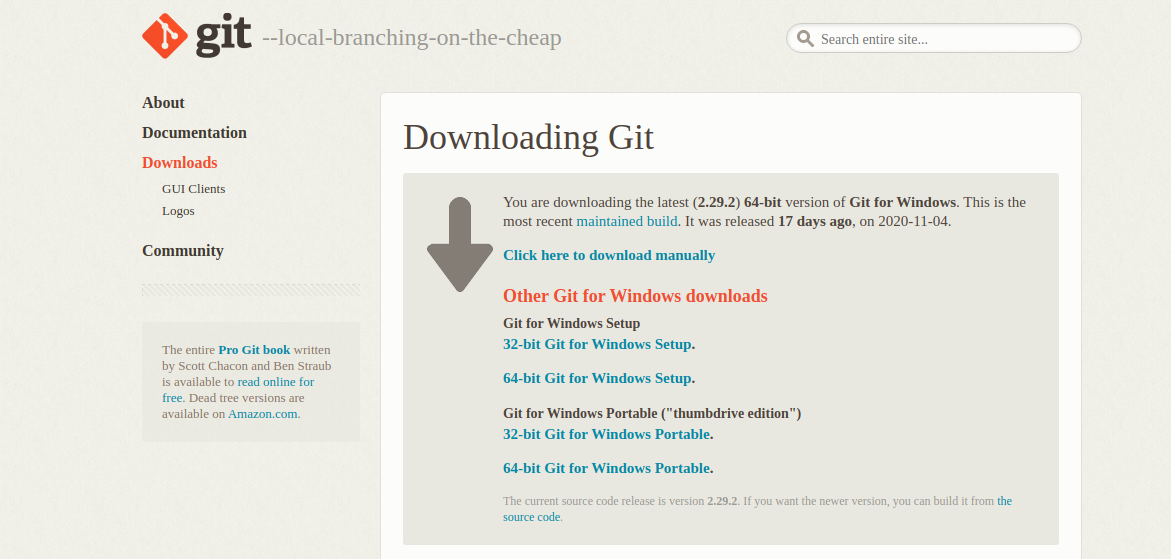 git --local-branching-on-the-cheap
Search entire site...
About
Documentation
Downloads
GUI Clients
Logos
Community
The entire Pro Git book written
by Scott Chacon and Ben Straub
is available to read online for
free. Dead tree versions are
available on Amazon.com.
Downloading Git
You are downloading the latest (2.29.2) 64-bit version of Git for Windows. This is the
most recent maintained build. It was released 17 days ago, on 2020-11-04.
Click here to download manually
Other Git for Windows downloads
Git for Windows Setup
32-bit Git for Windows Setup.
64-bit Git for Windows Setup.
Git for Windows Portable ("thumbdrive edition")
32-bit Git for Windows Portable.
64-bit Git for Windows Portable.
The current source code release is version 2.29.2. If you want the newer version, you can build it from the
source code.